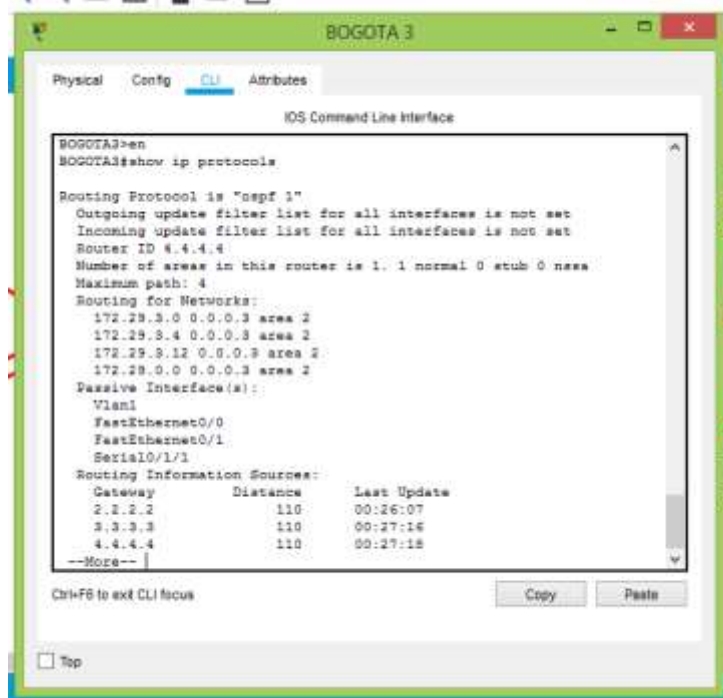 BOGOTA 3
Physical Config CLI Attributes
IOS Command Line Interface
BOGOTA3>en
BOGOTA3#show ip protocols
Routing Protocol is "ospf 1"
Outgoing update filter list for all interfaces is not set
Incoming update filter list for all interfaces is not set
Router ID 4.4.4.4
Number of areas in this router is 1. 1 normal 0 stub 0 nssa
Maximum path: 4
Routing for Networks:
172.29.3.0 0.0.0.3 area 2
172.29.3.4 0.0.0.3 area 2
172.29.3.12 0.0.0.3 area 2
172.29.0.0 0.0.0.3 area 2
Passive Interface(s):
Vlan1
FastEthernet0/0
FastEthernet0/1
Serial0/1/1
Routing Information Sources:
Gateway Distance Last Update
2.2.2.2 110 00:26:07
3.3.3.3 110 00:27:16
4.4.4.4 110 00:27:18
--More--
Ctrl+F6 to exit CLI focus
Copy Paste
Top